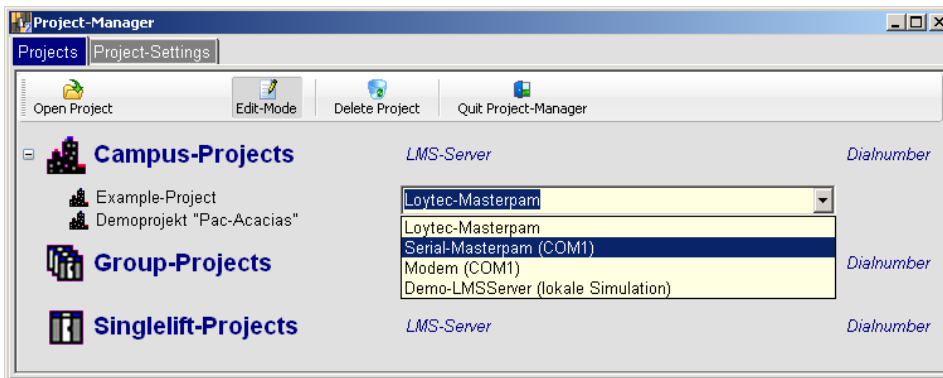 Project-Manager
Projects Project-Settings
Open Project Edit-Mode Delete Project Quit Project-Manager
Campus-Projects LMS-Server Dialnumber
Example-Project Loytec-Masterpam
Demoprojekt "Pac-Acacias" Loytec-Masterpam
Serial-Masterpam (COM1)
Group-Projects Modem (COM1) Dialnumber
Demo-LMSServer (lokale Simulation)
Singlelift-Projects LMS-Server Dialnumber